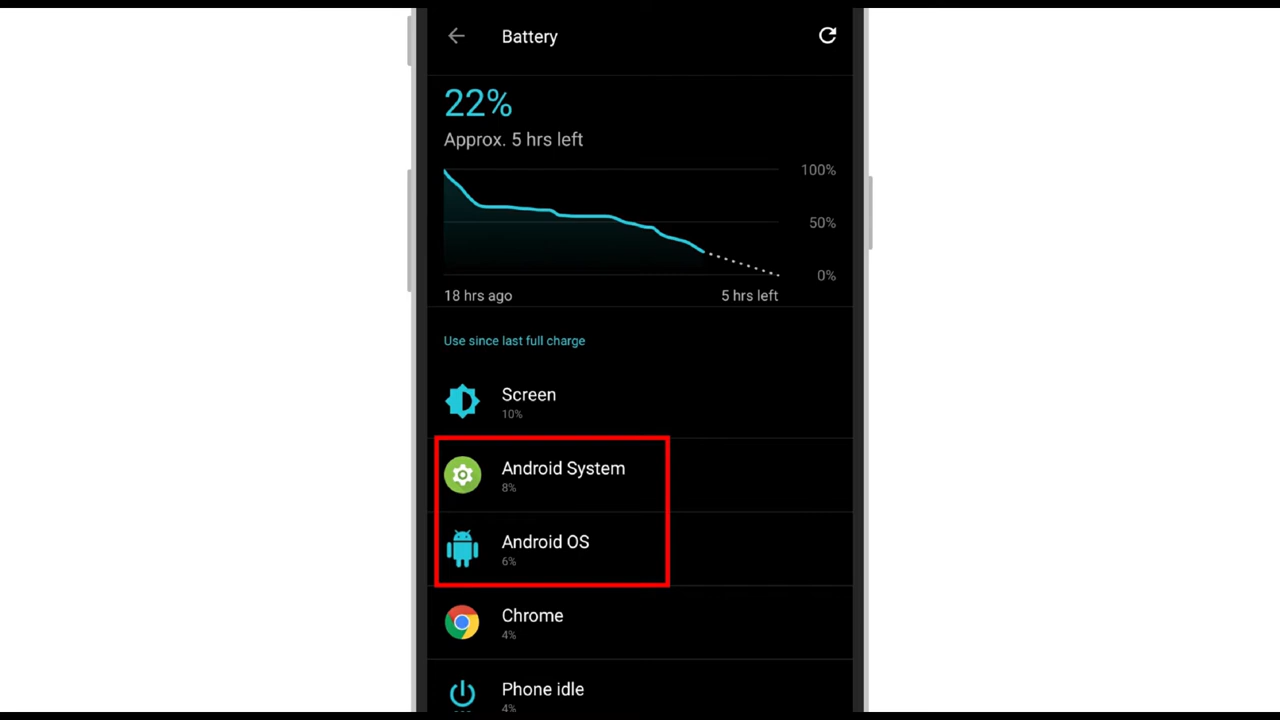 Battery
22%
Approx. 5 hrs left
100%
50%
0%
18 hrs ago
5 hrs left
Use since last full charge
Screen
10%
Android System
8%
Android OS
6%
Chrome
4%
Phone idle
4%